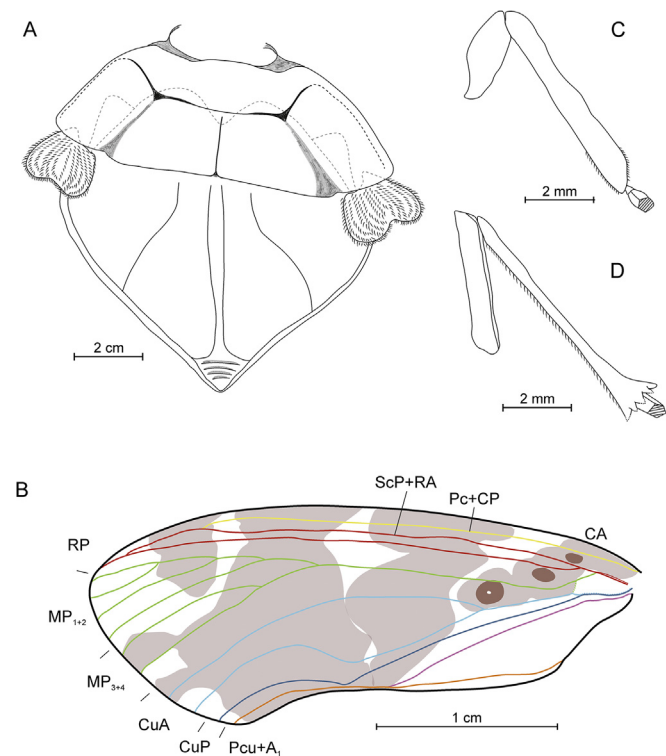 A
C
2 mm
2 cm
D
2 mm
B
ScP+RA
Pc+CP
CA
RP
MP1+2
MP3+4
CuA
CuP
Pcu+A1
1 cm